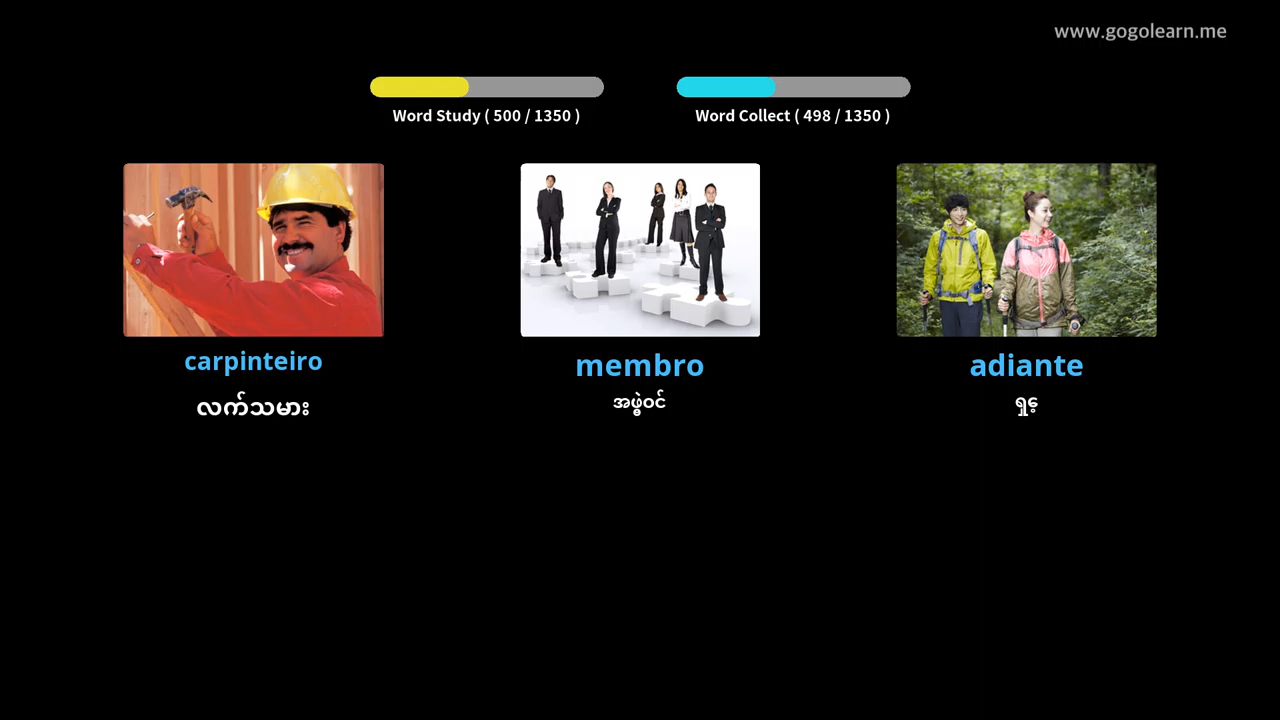 www.gogolearn.me
Word Study ( 500 / 1350 )
Word Collect ( 498 / 1350 )
carpinteiro
membro
adiante
လက်သမား
အဖွဲ့ဝင်
ရှေ့